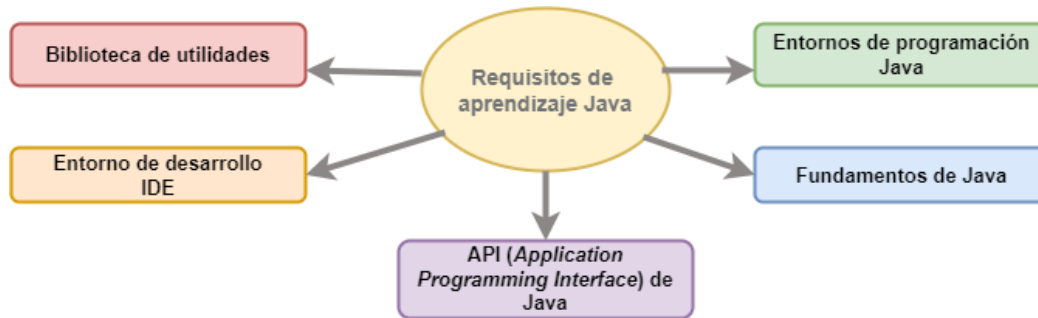 Biblioteca de utilidades
Requisitos de
aprendizaje Java
Entornos de programación
Java
Entorno de desarrollo
IDE
Fundamentos de Java
API (Application
Programming Interface) de
Java